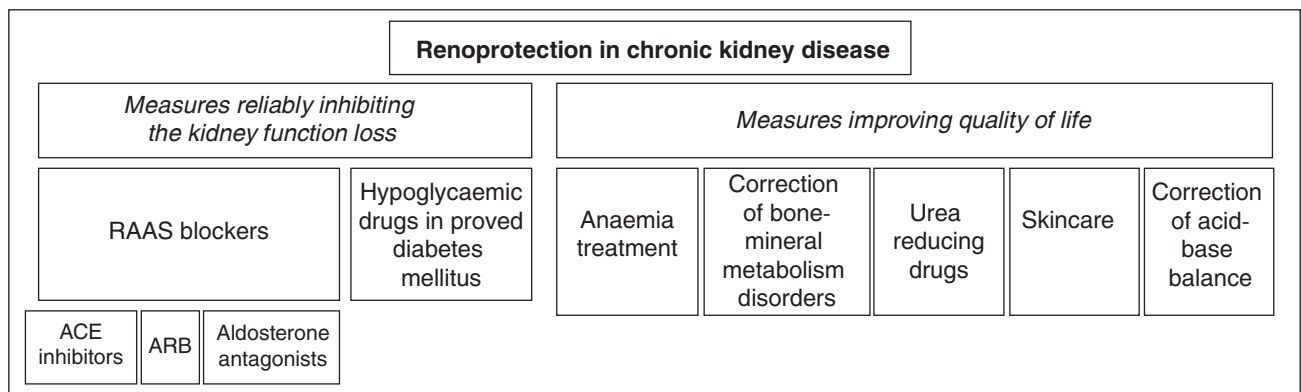 Renoprotection in chronic kidney disease
Measures reliably inhibiting
the kidney function loss
Measures improving quality of life
RAAS blockers
Hypoglycaemic
drugs in proved
diabetes
mellitus
Anaemia
treatment
Correction
of bone-
mineral
metabolism
disorders
Urea
reducing
drugs
Skincare
Correction
of acid-
base
balance
ACE
inhibitors
ARB
Aldosterone
antagonists